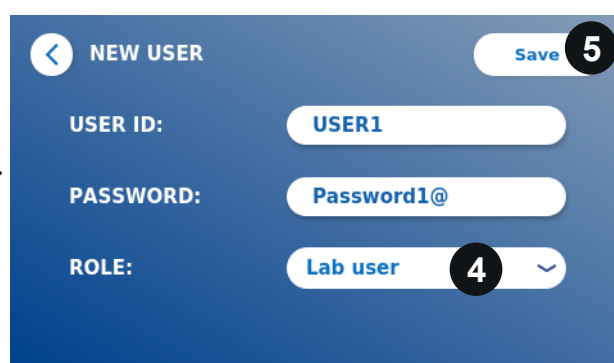 NEW USER
Save 5
USER ID: USER1
PASSWORD: Password1@
ROLE: Lab user 4